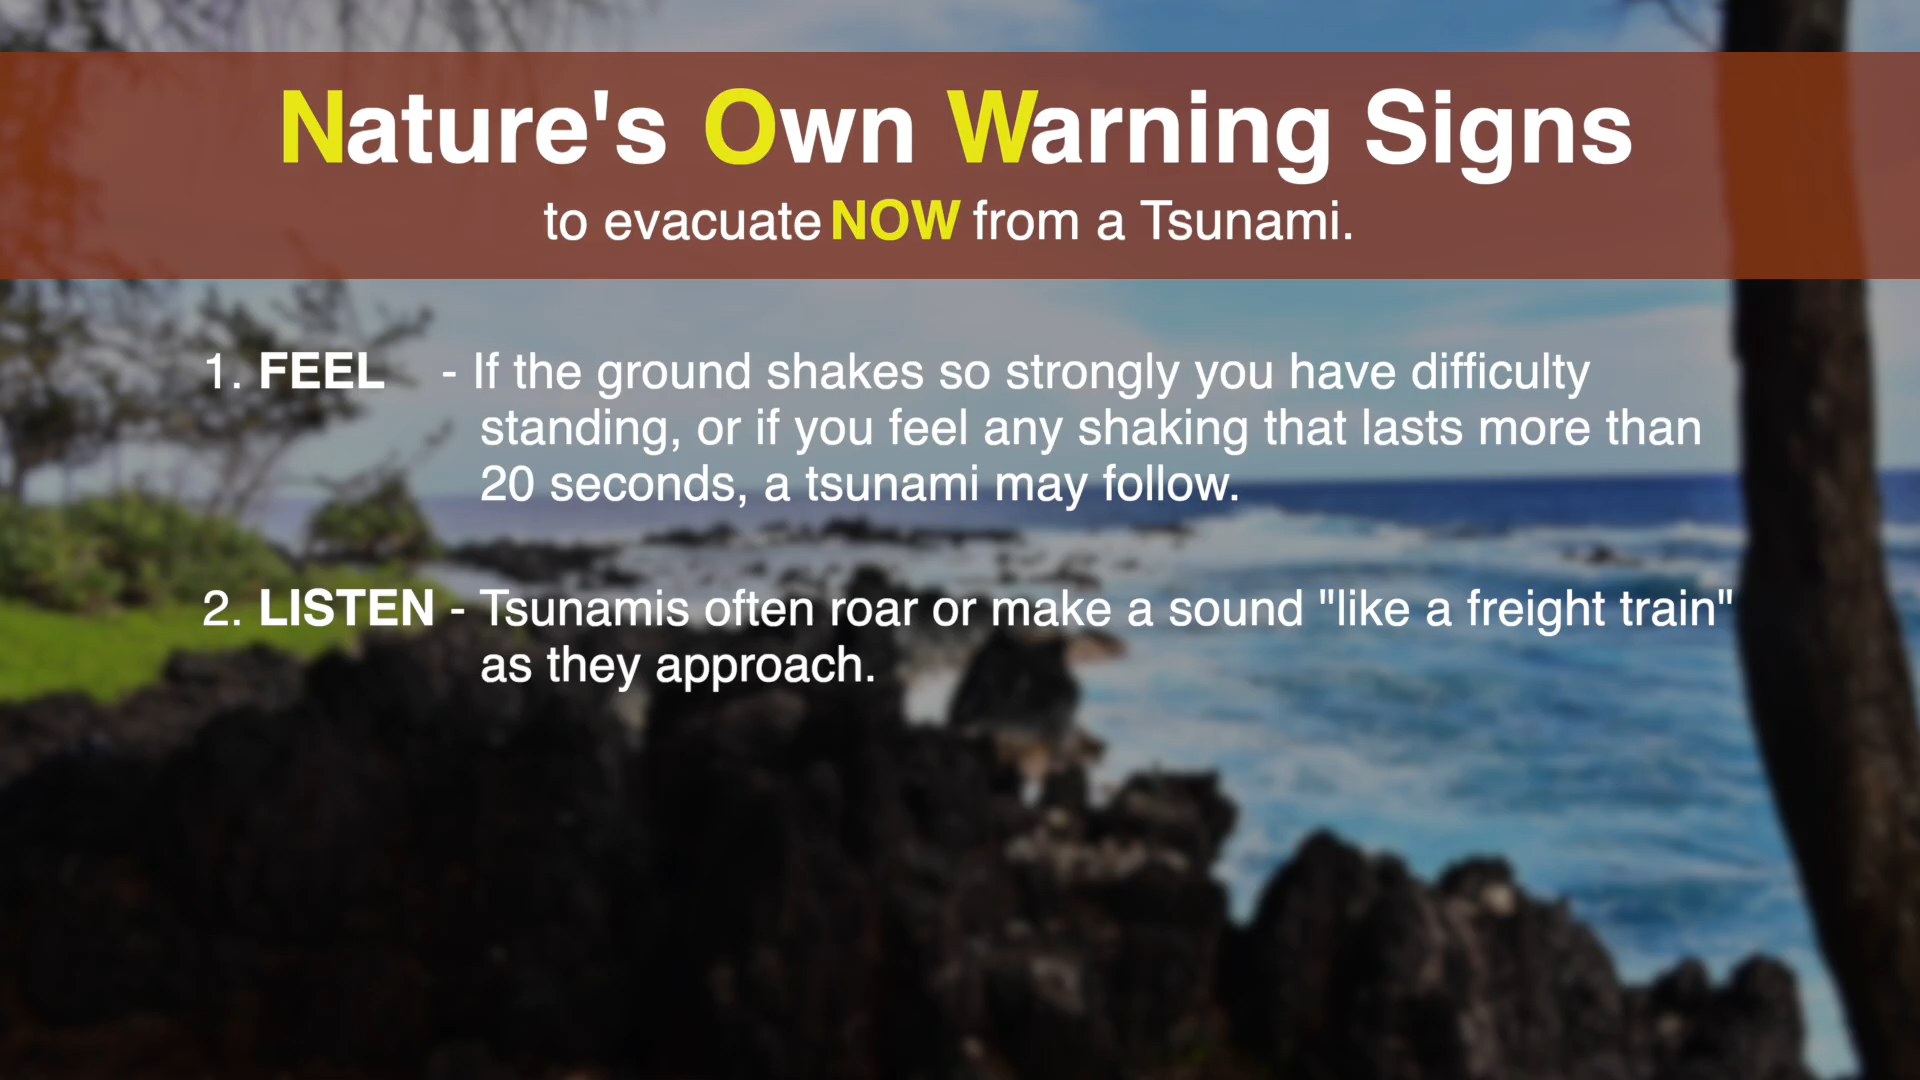 Nature's Own Warning Signs
to evacuate NOW from a Tsunami.
1. FEEL - If the ground shakes so strongly you have difficulty
standing, or if you feel any shaking that lasts more than
20 seconds, a tsunami may follow.
2. LISTEN - Tsunamis often roar or make a sound "like a freight train"
as they approach.